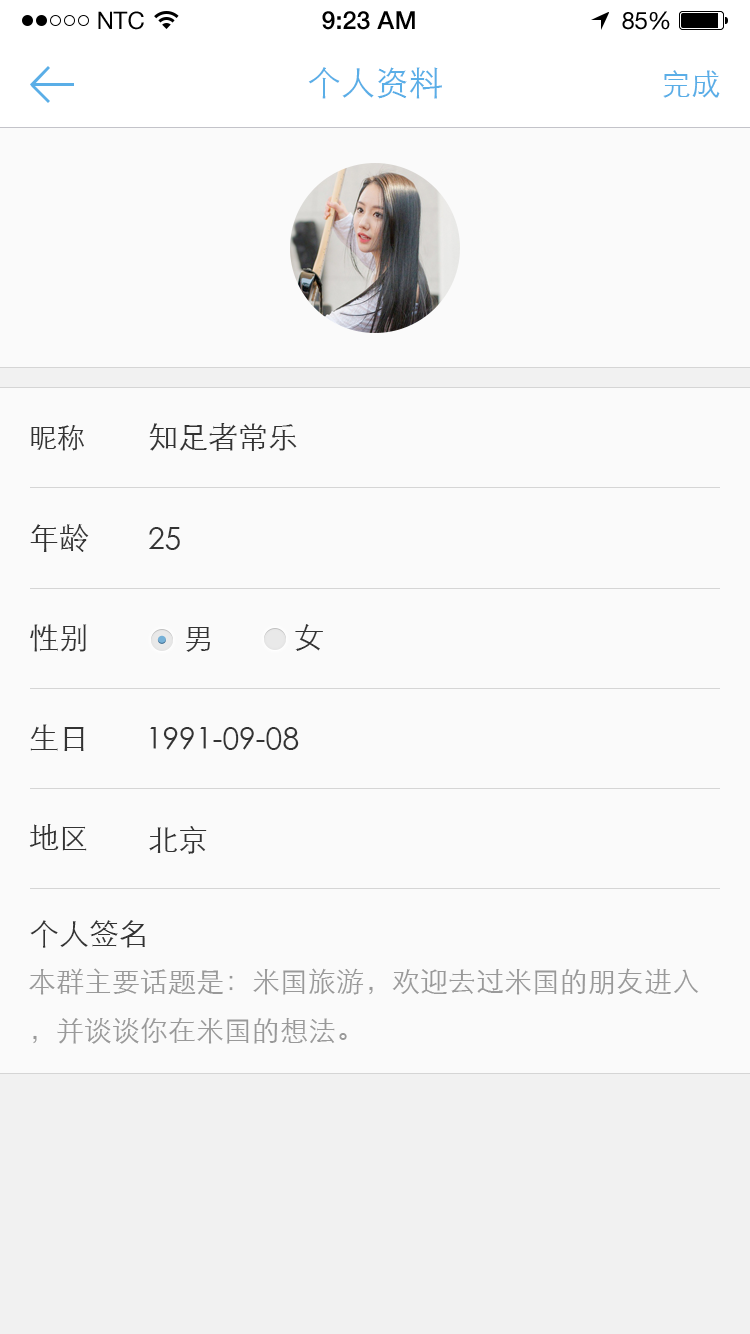 NTC 9:23 AM 85%
个人资料 完成
昵称 知足者常乐
年龄 25
性别 男 女
生日 1991-09-08
地区 北京
个人签名
本群主要话题是：米国旅游，欢迎去过米国的朋友进入
，并谈谈你在米国的想法。